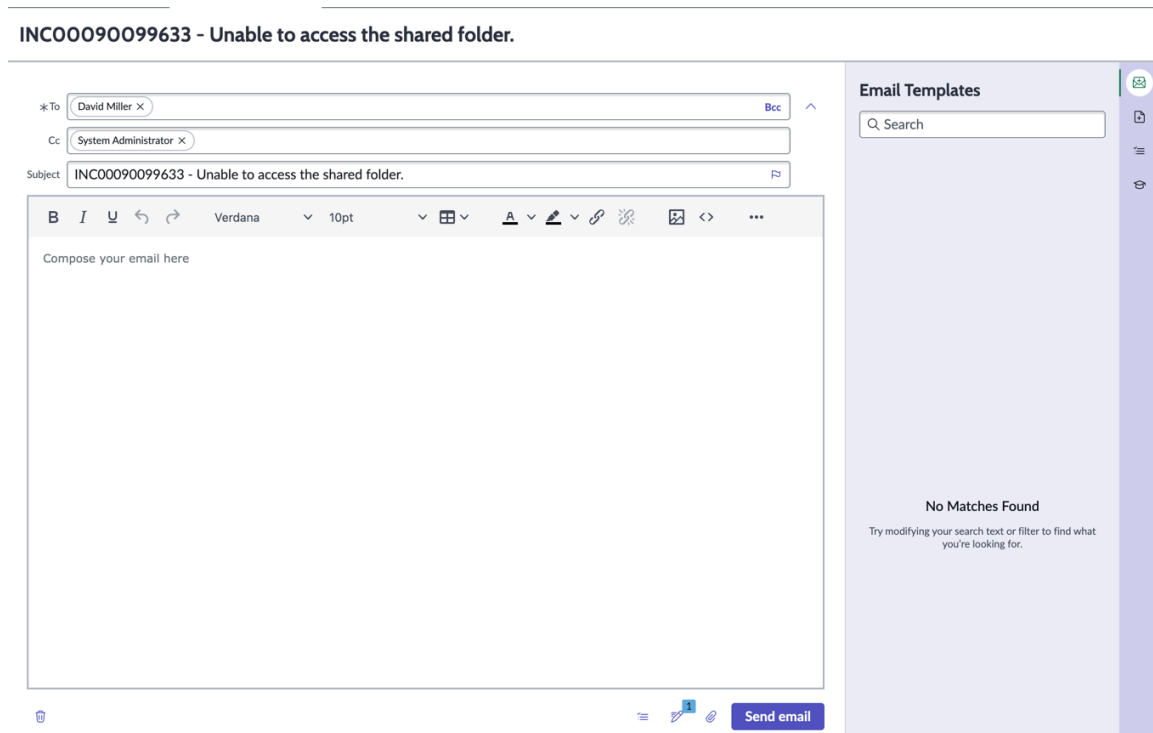 INC00090099633 - Unable to access the shared folder.
∗To David Miller × Bcc
Cc System Administrator ×
Subject INC00090099633 - Unable to access the shared folder.
B I U Verdana 10pt A <> •••
Compose your email here
1
Send email
Email Templates
Search
No Matches Found
Try modifying your search text or filter to find what
you're looking for.